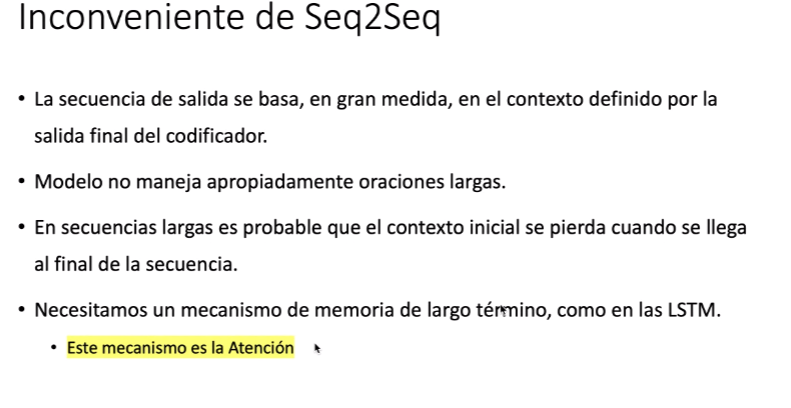 Inconveniente de Seq2Seq
• La secuencia de salida se basa, en gran medida, en el contexto definido por la
salida final del codificador.
• Modelo no maneja apropiadamente oraciones largas.
• En secuencias largas es probable que el contexto inicial se pierda cuando se llega
al final de la secuencia.
• Necesitamos un mecanismo de memoria de largo término, como en las LSTM.
• Este mecanismo es la Atención